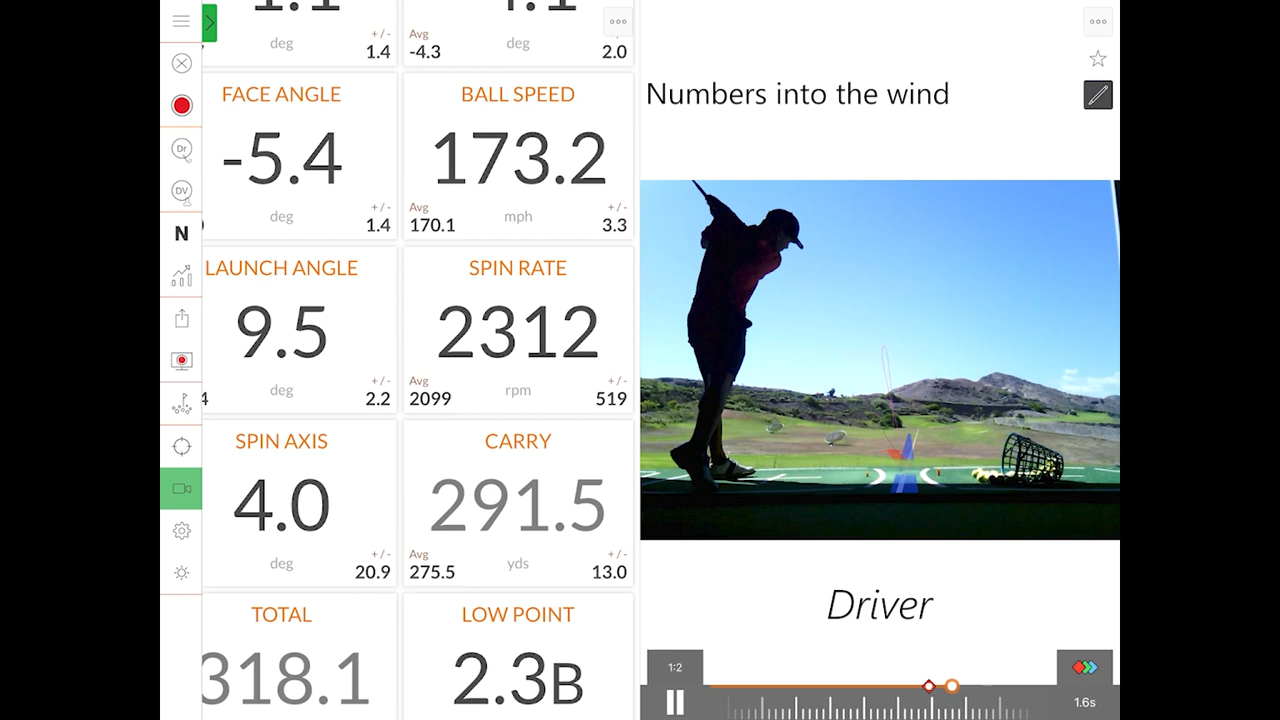 deg
+/-
1.4
Avg
-4.3
deg
2.0
FACE ANGLE
-5.4
deg
+/-
1.4
BALL SPEED
173.2
Avg
170.1
mph
+/-
3.3
LAUNCH ANGLE
9.5
deg
+/-
2.2
SPIN RATE
2312
Avg
2099
rpm
+/-
519
SPIN AXIS
4.0
deg
+/-
20.9
CARRY
291.5
Avg
275.5
yds
+/-
13.0
TOTAL
318.1
LOW POINT
2.3B
Dr
DV
N
Numbers into the wind
Driver
1:2
1.6s